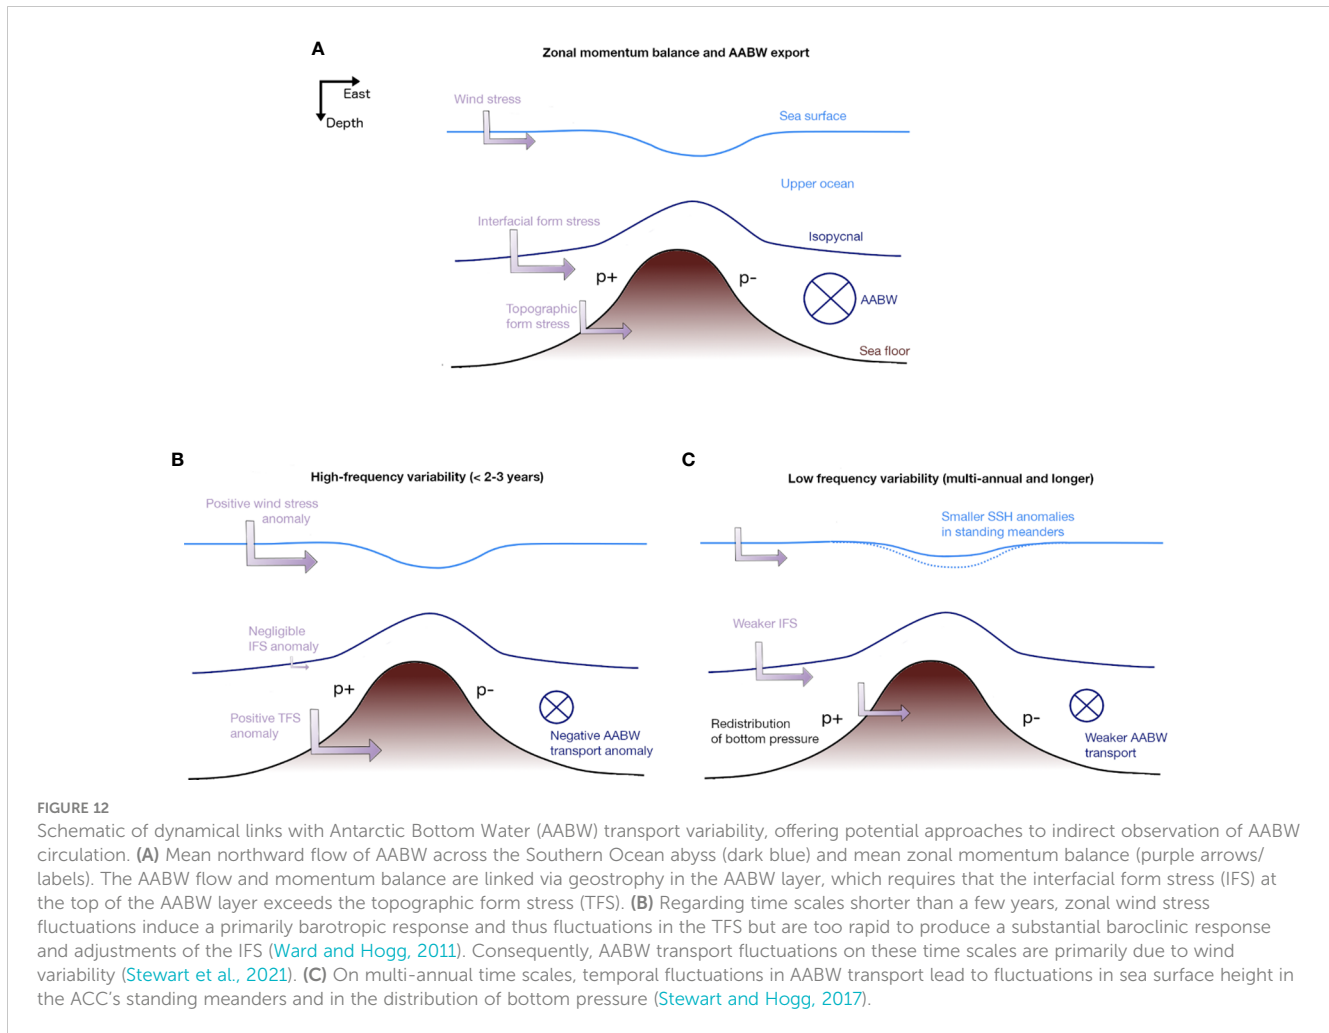 A
Zonal momentum balance and AABW export
East
Depth
Wind stress
Sea surface
Upper ocean
Interfacial form stress
Isopycnal
p+
p-
AABW
Topographic
form stress
Sea floor
B
High-frequency variability (< 2-3 years)
Positive wind stress
anomaly
Negligible
IFS anomaly
p+
p-
Positive TFS
anomaly
Negative AABW
transport anomaly
C
Low frequency variability (multi-annual and longer)
Smaller SSH anomalies
in standing meanders
Weaker IFS
Redistribution
of bottom pressure
p+
p-
Weaker AABW
transport
FIGURE 12
Schematic of dynamical links with Antarctic Bottom Water (AABW) transport variability, offering potential approaches to indirect observation of AABW
circulation. (A) Mean northward flow of AABW across the Southern Ocean abyss (dark blue) and mean zonal momentum balance (purple arrows/
labels). The AABW flow and momentum balance are linked via geostrophy in the AABW layer, which requires that the interfacial form stress (IFS) at
the top of the AABW layer exceeds the topographic form stress (TFS). (B) Regarding time scales shorter than a few years, zonal wind stress
fluctuations induce a primarily barotropic response and thus fluctuations in the TFS but are too rapid to produce a substantial baroclinic response
and adjustments of the IFS (Ward and Hogg, 2011). Consequently, AABW transport fluctuations on these time scales are primarily due to wind
variability (Stewart et al., 2021). (C) On multi-annual time scales, temporal fluctuations in AABW transport lead to fluctuations in sea surface height in
the ACC's standing meanders and in the distribution of bottom pressure (Stewart and Hogg, 2017).